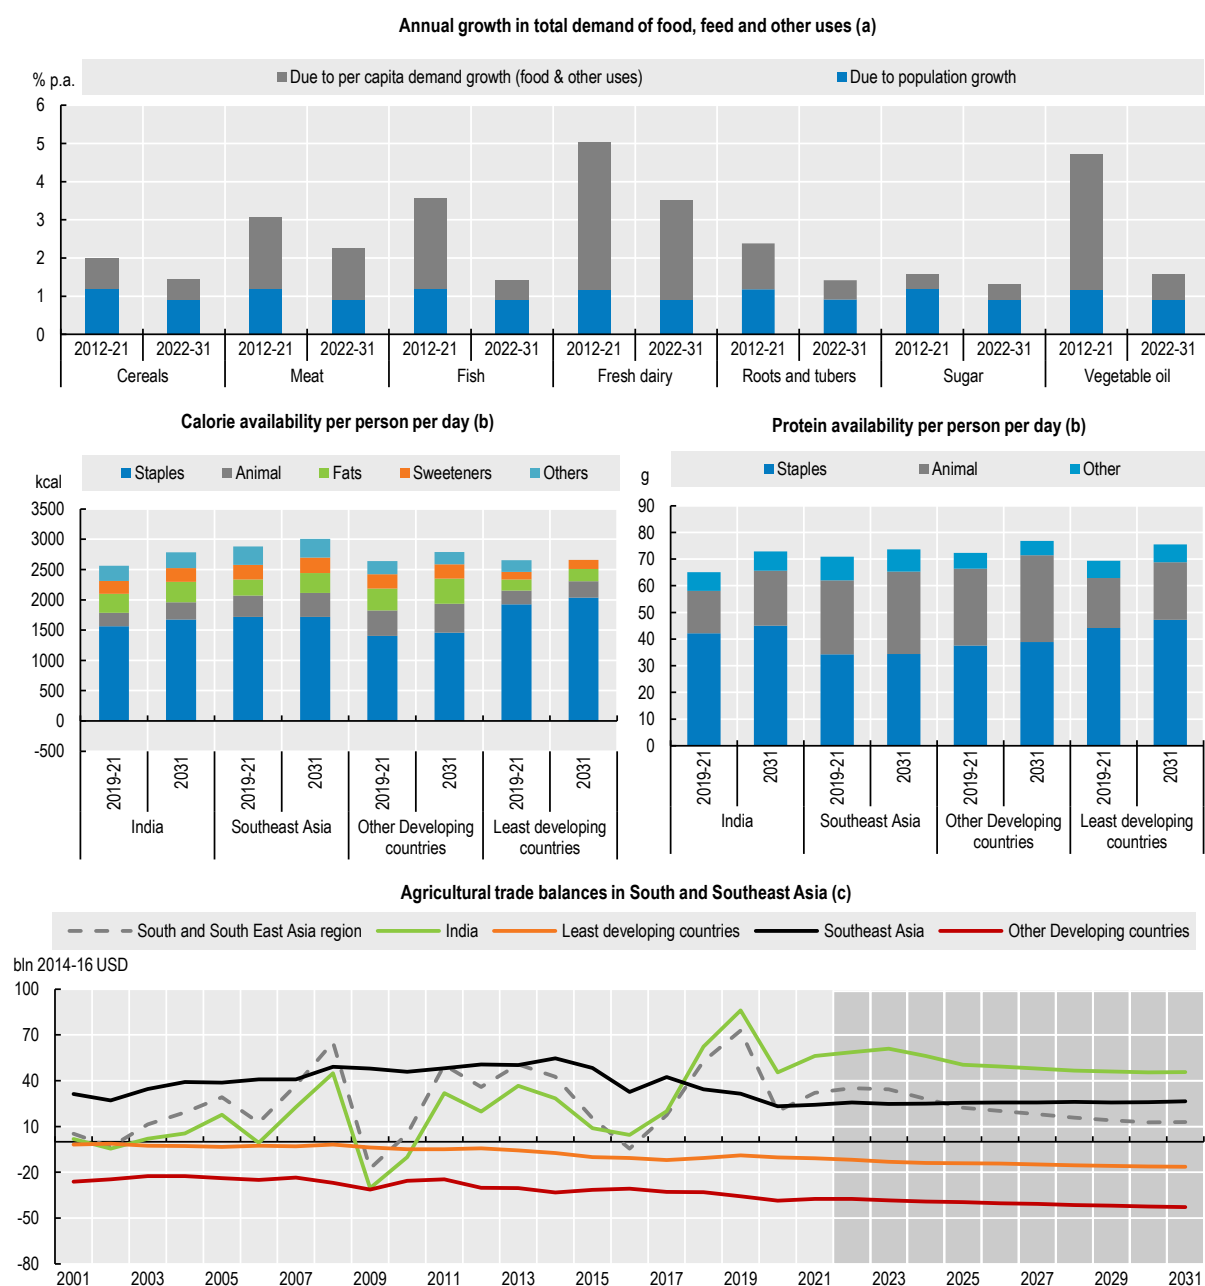 Annual growth in total demand of food, feed and other uses (a)
Due to per capita demand growth (food & other uses)
Due to population growth
% p.a.
6
5
4
3
2
1
0
2012-21 2022-31 2012-21 2022-31 2012-21 2022-31 2012-21 2022-31 2012-21 2022-31 2012-21 2022-31 2012-21 2022-31
Cereals Meat Fish Fresh dairy Roots and tubers Sugar Vegetable oil
Calorie availability per person per day (b)
Staples Animal Fats Sweeteners Others
kcal
3500
3000
2500
2000
1500
1000
500
0
-500
2019-21 2031 2019-21 2031 2019-21 2031 2019-21 2031
India Southeast Asia Other Developing Least developing
countries countries
Protein availability per person per day (b)
Staples Animal Other
g
90
80
70
60
50
40
30
20
10
0
2019-21 2031 2019-21 2031 2019-21 2031 2019-21 2031
India Southeast Asia Other Developing Least developing
countries countries
Agricultural trade balances in South and Southeast Asia (c)
South and South East Asia region India Least developing countries Southeast Asia Other Developing countries
bln 2014-16 USD
100
70
40
10
-20
-50
-80
2001 2003 2005 2007 2009 2011 2013 2015 2017 2019 2021 2023 2025 2027 2029 2031